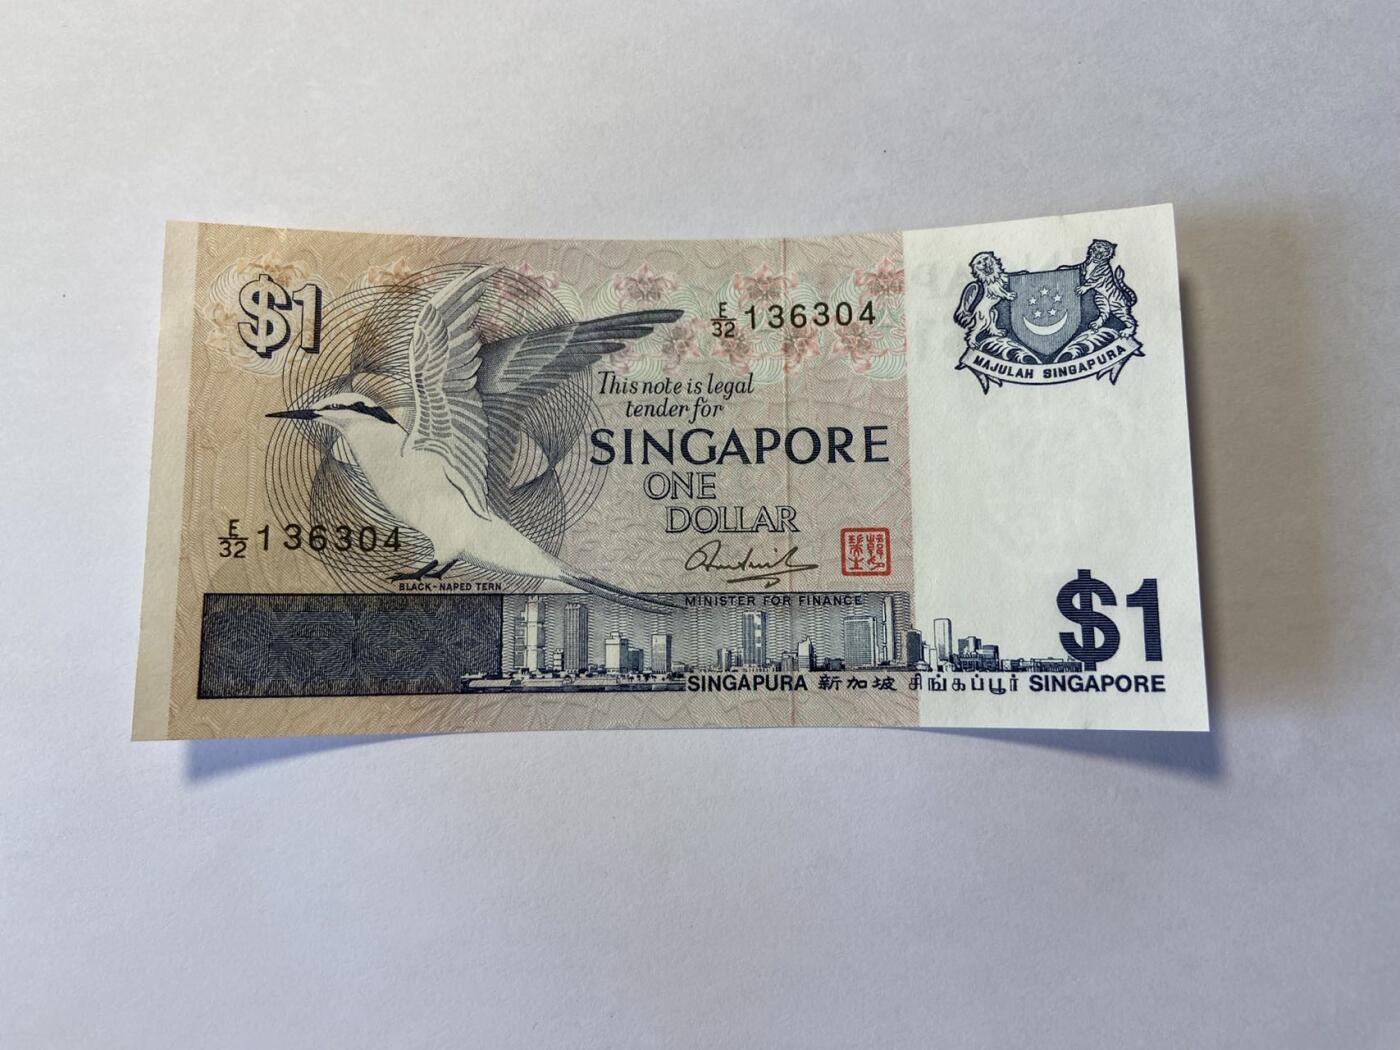 $1
E/32 136304
MAJULAH SINGAPURA
This note is legal
tender for
SINGAPORE
ONE
DOLLAR
E/32 136304
BLACK-NAPED TERN
MINISTER FOR FINANCE
$1
SINGAPURA 新加坡 சிங்கப்பூர் SINGAPORE